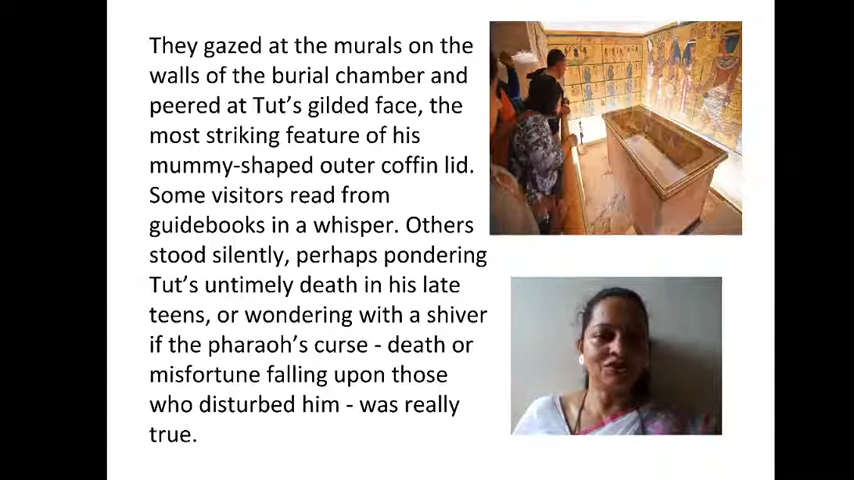 They gazed at the murals on the
walls of the burial chamber and
peered at Tut’s gilded face, the
most striking feature of his
mummy-shaped outer coffin lid.
Some visitors read from
guidebooks in a whisper. Others
stood silently, perhaps pondering
Tut’s untimely death in his late
teens, or wondering with a shiver
if the pharaoh’s curse - death or
misfortune falling upon those
who disturbed him - was really
true.